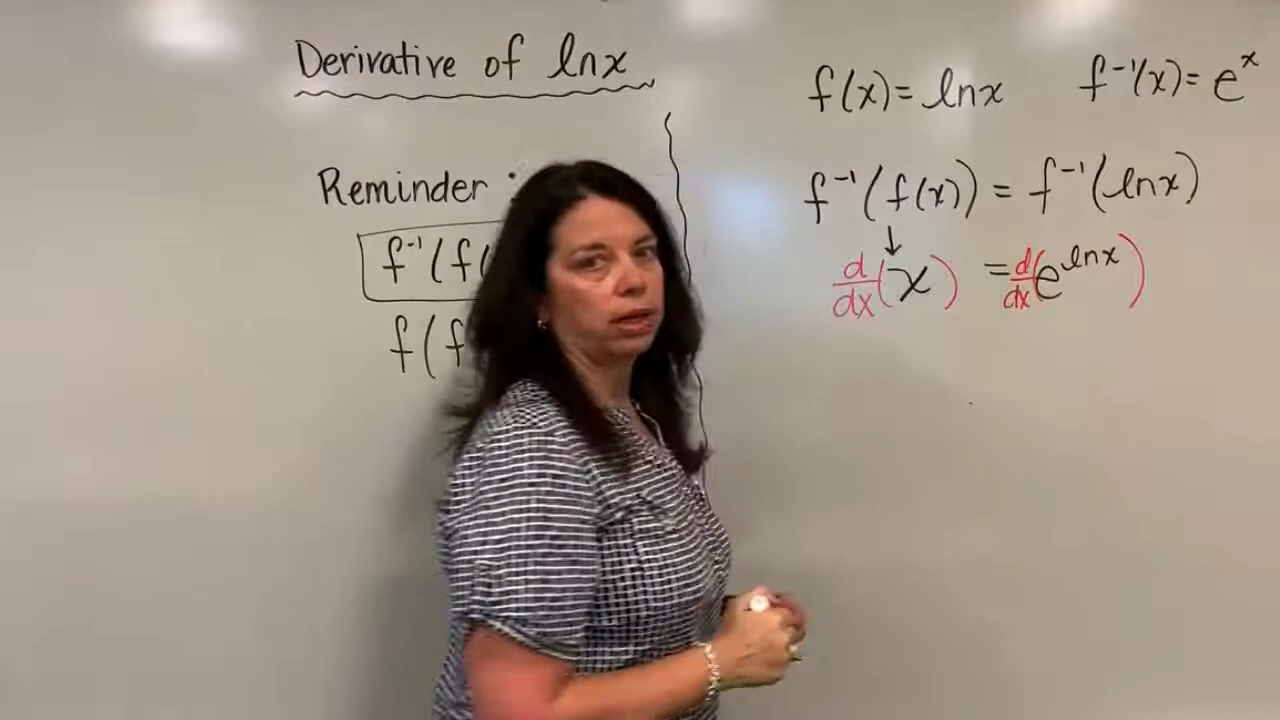 Derivative of lnx
Reminder :
f⁻¹(f(
f(f
f(x) = lnx f⁻¹(x) = eˣ
f⁻¹(f(x)) = f⁻¹(lnx)
↓
d/dx(x) = d/dx(e^lnx)